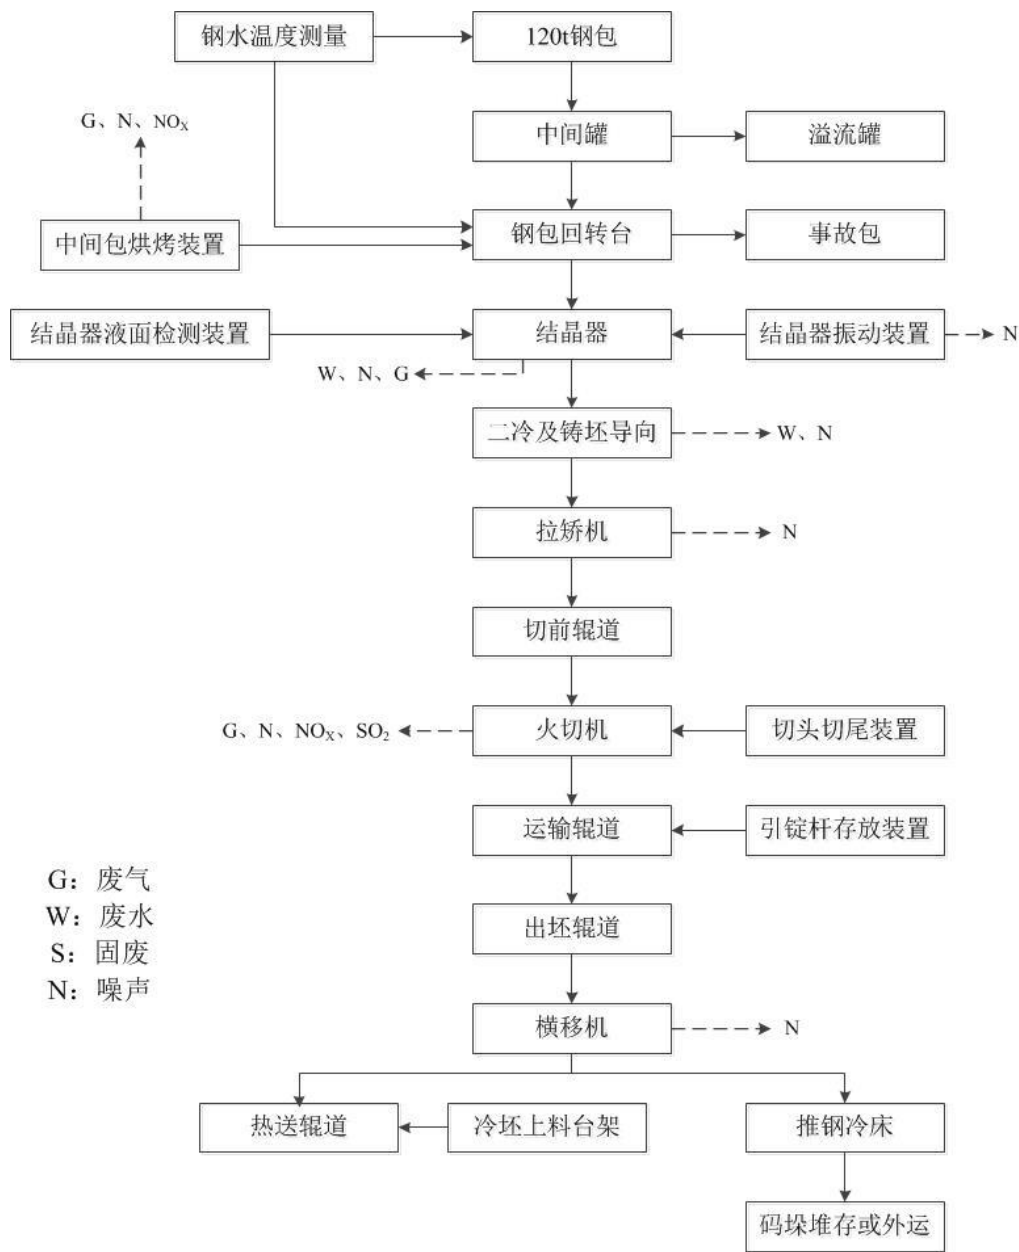 钢水温度测量
120t钢包
G、N、NOX
中间罐
溢流罐
中间包烘烤装置
钢包回转台
事故包
结晶器液面检测装置
结晶器
结晶器振动装置
N
W、N、G
二冷及铸坯导向
W、N
拉矫机
N
切前辊道
G、N、NOX、SO2
火切机
切头切尾装置
运输辊道
引锭杆存放装置
G：废气
W：废水
S：固废
N：噪声
出坯辊道
横移机
N
热送辊道
冷坯上料台架
推钢冷床
码垛堆存或外运